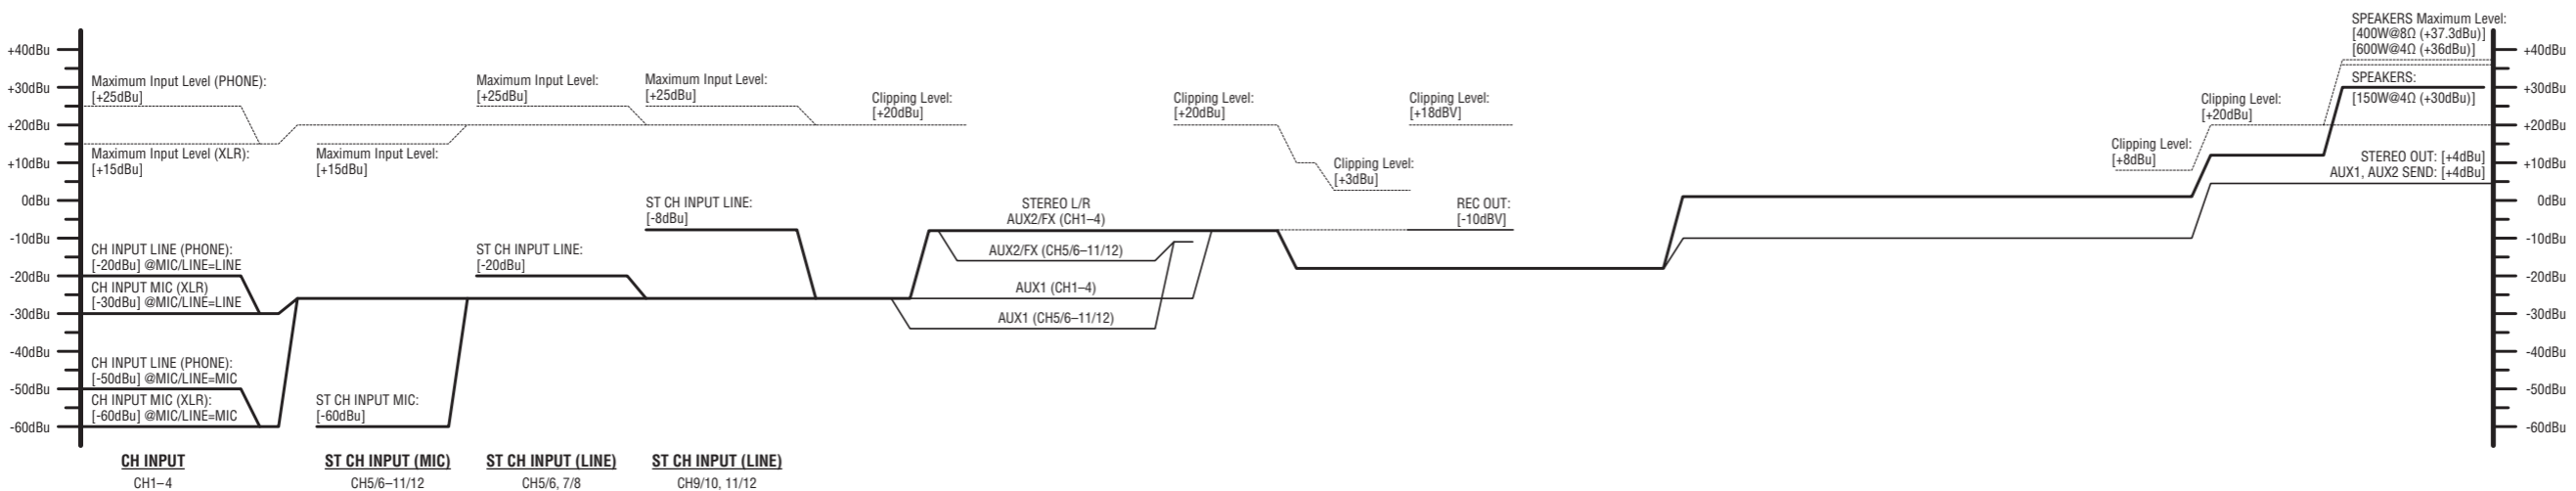 SPEAKERS Maximum Level:
[400W@8Ω (+37.3dBu)]
[600W@4Ω (+36dBu)]
+40dBu
+30dBu
+20dBu
+10dBu
0dBu
-10dBu
-20dBu
-30dBu
-40dBu
-50dBu
-60dBu
Maximum Input Level (PHONE):
[+25dBu]
Maximum Input Level (XLR):
[+15dBu]
CH INPUT LINE (PHONE):
[-20dBu] @MIC/LINE=LINE
CH INPUT MIC (XLR)
[-30dBu] @MIC/LINE=LINE
CH INPUT LINE (PHONE):
[-50dBu] @MIC/LINE=MIC
CH INPUT MIC (XLR):
[-60dBu] @MIC/LINE=MIC
CH INPUT
CH1–4
Maximum Input Level:
[+15dBu]
ST CH INPUT MIC:
[-60dBu]
ST CH INPUT (MIC)
CH5/6–11/12
Maximum Input Level:
[+25dBu]
ST CH INPUT LINE:
[-20dBu]
ST CH INPUT (LINE)
CH5/6, 7/8
Maximum Input Level:
[+25dBu]
ST CH INPUT LINE:
[-8dBu]
ST CH INPUT (LINE)
CH9/10, 11/12
Clipping Level:
[+20dBu]
STEREO L/R
AUX2/FX (CH1–4)
AUX2/FX (CH5/6–11/12)
AUX1 (CH1–4)
AUX1 (CH5/6–11/12)
Clipping Level:
[+20dBu]
Clipping Level:
[+3dBu]
Clipping Level:
[+18dBV]
REC OUT:
[-10dBV]
Clipping Level:
[+8dBu]
Clipping Level:
[+20dBu]
SPEAKERS:
[150W@4Ω (+30dBu)]
STEREO OUT: [+4dBu]
AUX1, AUX2 SEND: [+4dBu]
+40dBu
+30dBu
+20dBu
+10dBu
0dBu
-10dBu
-20dBu
-30dBu
-40dBu
-50dBu
-60dBu